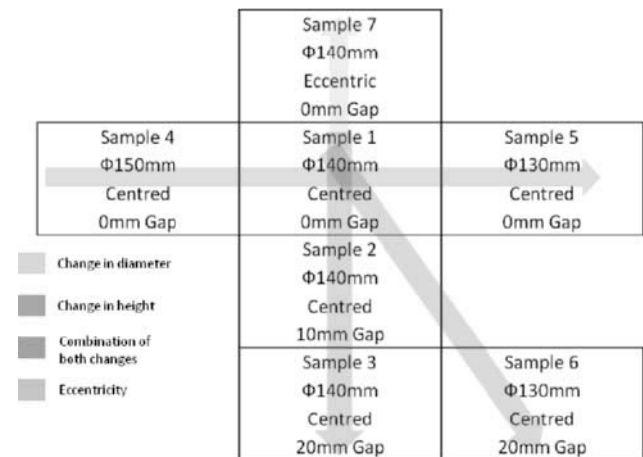 Sample 7
Φ140mm
Eccentric
0mm Gap
Sample 4
Φ150mm
Centred
0mm Gap
Sample 1
Φ140mm
Centred
0mm Gap
Sample 5
Φ130mm
Centred
0mm Gap
Sample 2
Φ140mm
Centred
10mm Gap
Sample 3
Φ140mm
Centred
20mm Gap
Sample 6
Φ130mm
Centred
20mm Gap
Change in diameter
Change in height
Combination of
both changes
Eccentricity